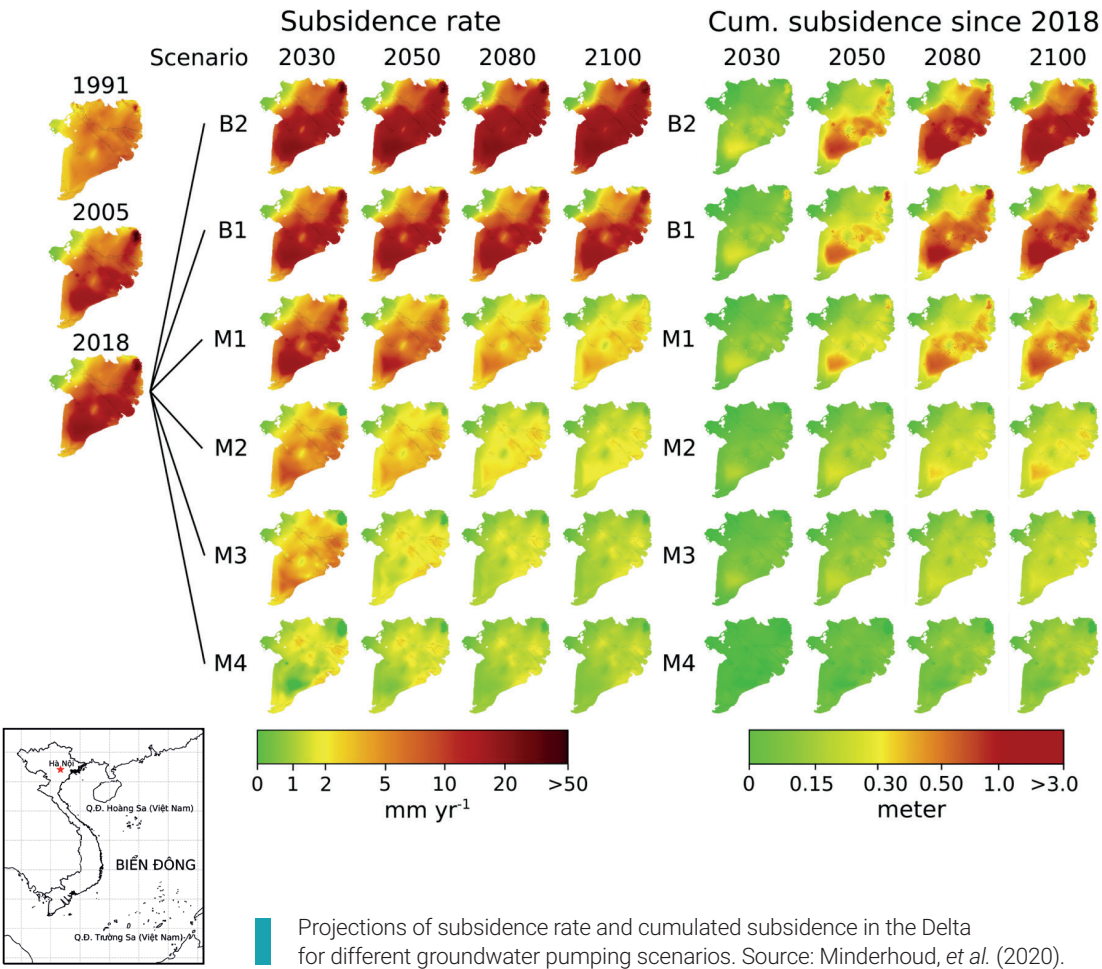 Subsidence rate
Cum. subsidence since 2018
Scenario
2030 2050 2080 2100
2030 2050 2080 2100
1991
2005
2018
B2
B1
M1
M2
M3
M4
B2
B1
M1
M2
M3
M4
0 1 2 5 10 20 >50
mm yr⁻¹
0 0.15 0.30 0.50 1.0 >3.0
meter
Hà Nội
Q.Đ. Hoàng Sa (Việt Nam)
BIỂN ĐÔNG
Q.Đ. Trường Sa (Việt Nam)
Projections of subsidence rate and cumulated subsidence in the Delta
for different groundwater pumping scenarios. Source: Minderhoud, et al. (2020).